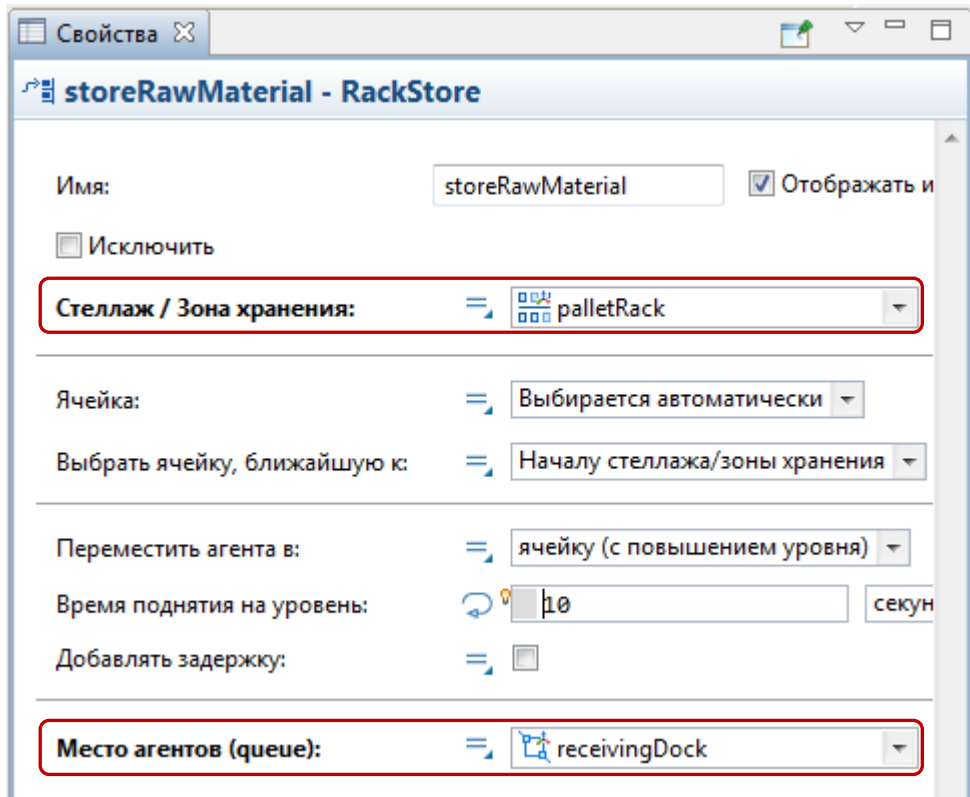 Свойства
storeRawMaterial - RackStore
Имя: storeRawMaterial Отображать и
Исключить
Стеллаж / Зона хранения: palletRack
Ячейка: Выбирается автоматически
Выбрать ячейку, ближайшую к: Началу стеллажа/зоны хранения
Переместить агента в: ячейку (с повышением уровня)
Время поднятия на уровень: 10 секун
Добавлять задержку:
Место агентов (queue): receivingDock